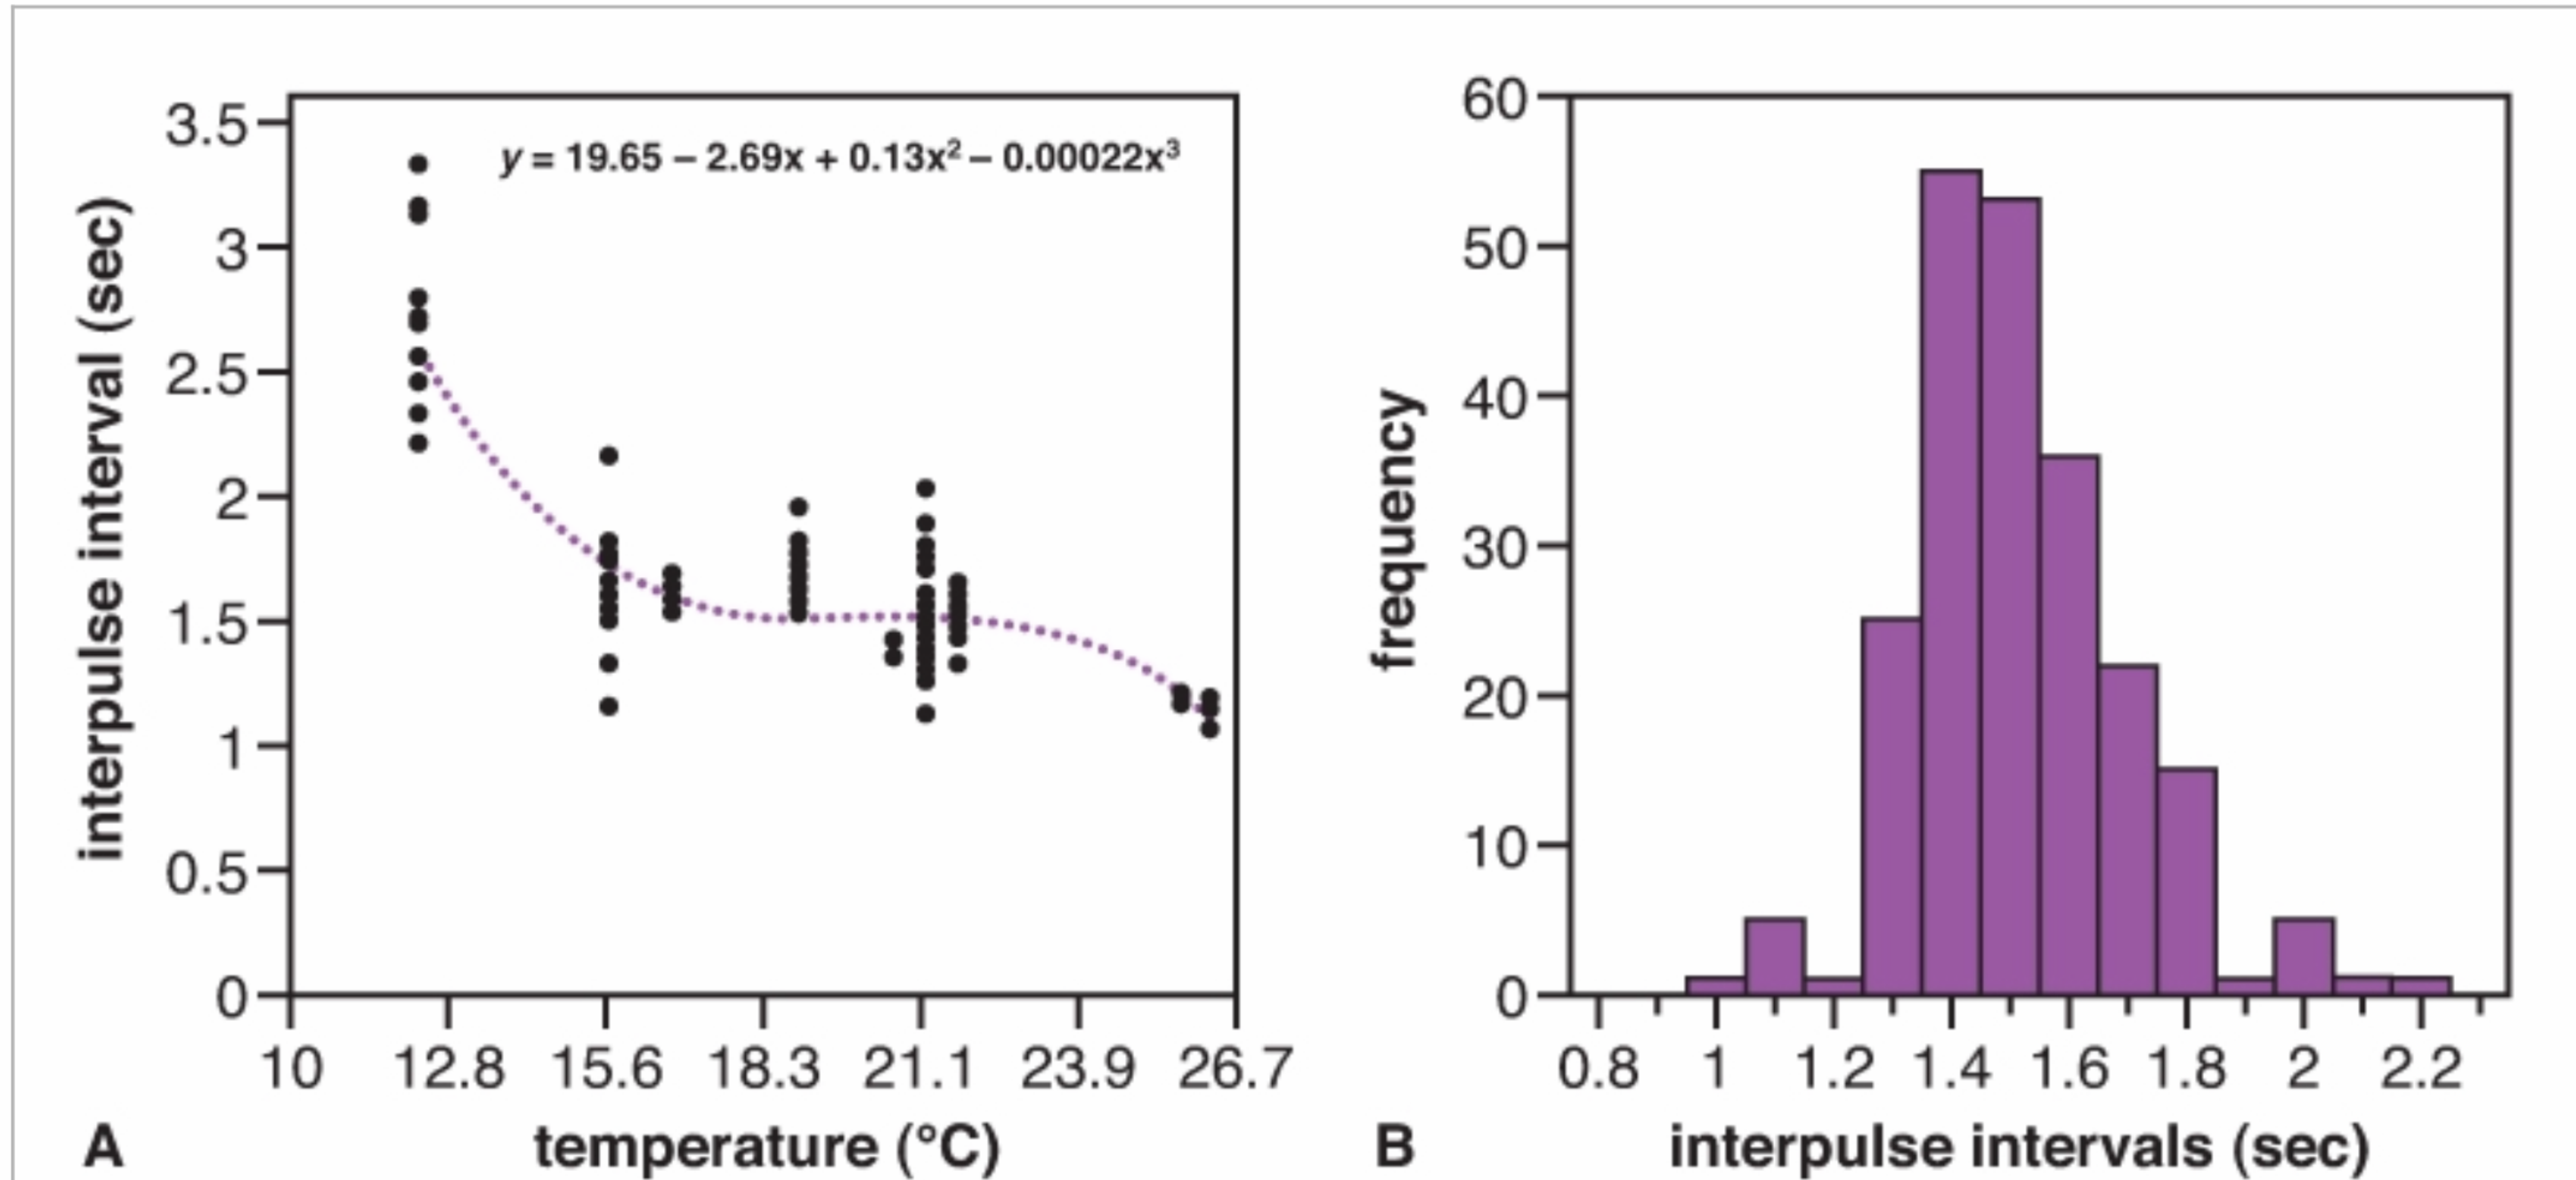 y = 19.65 – 2.69x + 0.13x² – 0.00022x³
interpulse interval (sec)
3.5
3
2.5
2
1.5
1
0.5
0
10 12.8 15.6 18.3 21.1 23.9 26.7
A temperature (°C)
frequency
60
50
40
30
20
10
0
0.8 1 1.2 1.4 1.6 1.8 2 2.2
B interpulse intervals (sec)